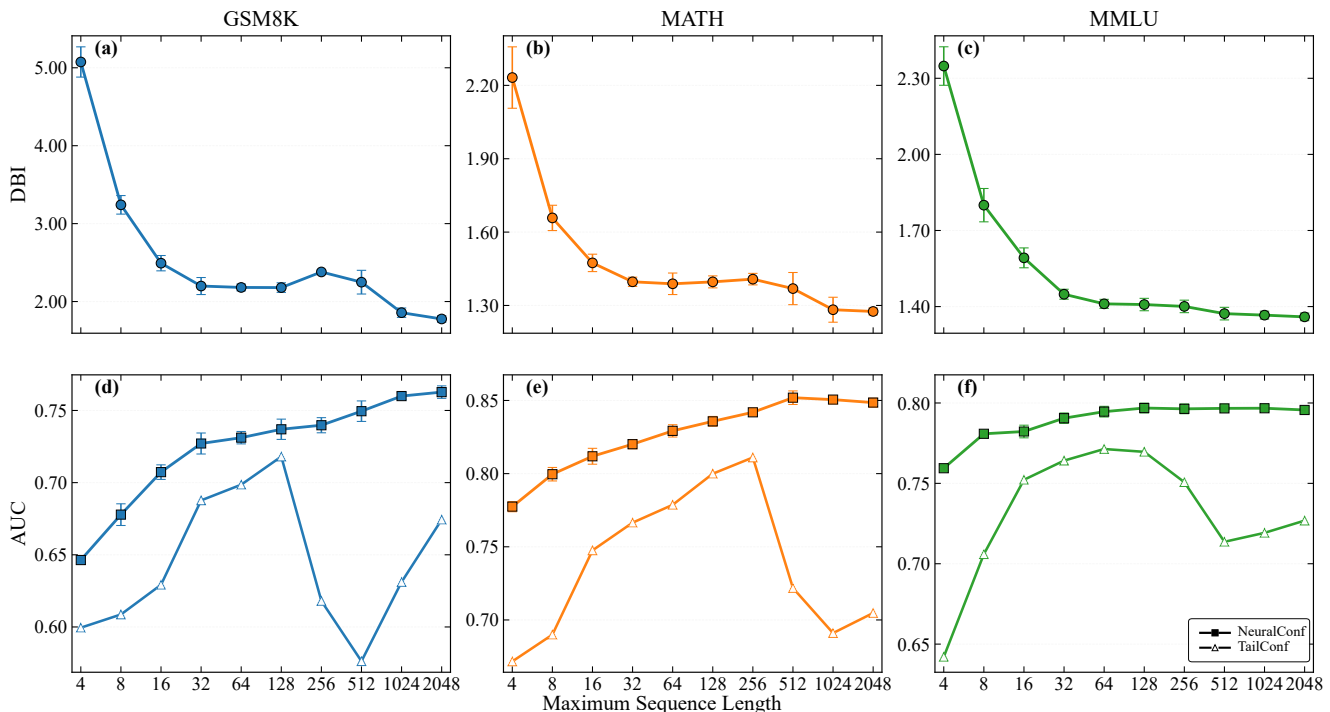 GSM8K MATH MMLU
(a) (b) (c)
5.00 2.20 2.30
4.00 1.90 2.00
3.00 1.60 1.70
2.00 1.30 1.40
DBI
(d) (e) (f)
0.75 0.85 0.80
0.70 0.80 0.75
0.65 0.75 0.70
0.60 0.70 0.65
AUC
NeuralConf
TailConf
4 8 16 32 64 128 256 512 1024 2048 4 8 16 32 64 128 256 512 1024 2048 4 8 16 32 64 128 256 512 1024 2048
Maximum Sequence Length